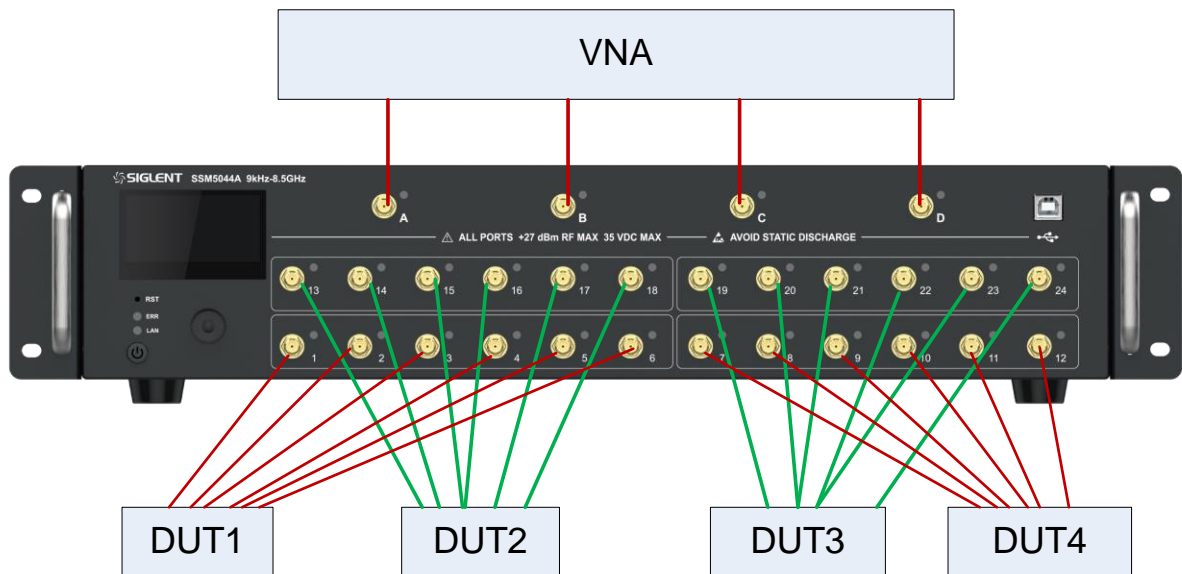 VNA
SIGLENT SSM5044A 9kHz-8.5GHz
A B C D
⚠ ALL PORTS +27 dBm RF MAX 35 VDC MAX AVOID STATIC DISCHARGE
13 14 15 16 17 18 19 20 21 22 23 24
RST
ERR
LAN
1 2 3 4 5 6 7 8 9 10 11 12
DUT1 DUT2 DUT3 DUT4